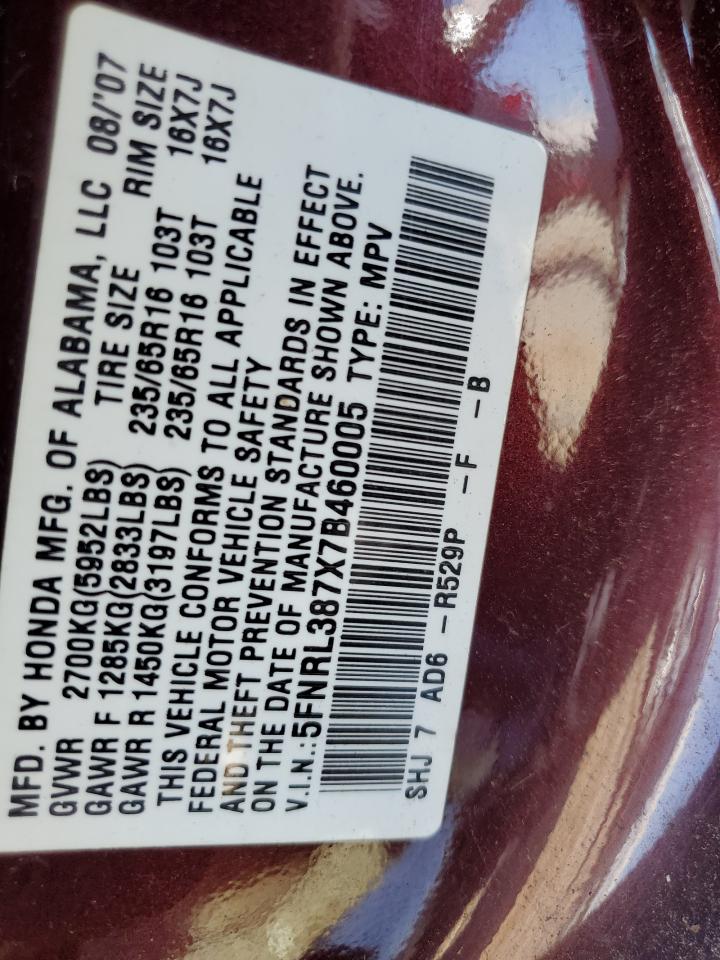 MFD. BY HONDA MFG. OF ALABAMA, LLC 08/'07
GVWR 2700KG(5952LBS) TIRE SIZE RIM SIZE
GAWR F 1285KG(2833LBS) 235/65R16 103T 16X7J
GAWR R 1450KG(3197LBS) 235/65R16 103T 16X7J
THIS VEHICLE CONFORMS TO ALL APPLICABLE
FEDERAL MOTOR VEHICLE SAFETY
AND THEFT PREVENTION STANDARDS IN EFFECT
ON THE DATE OF MANUFACTURE SHOWN ABOVE.
V.I.N.:5FNRL387X7B460005 TYPE: MPV
SHJ 7 AD6 -R529P -F -B